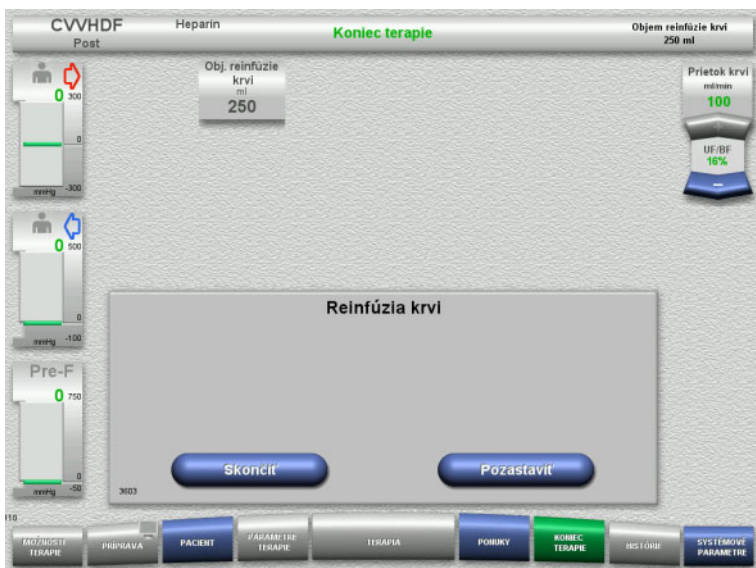 CVVHDF
Post
Heparin
Koniec terapie
Objem reinfúzie krvi
250 ml
0
300
0
mmHg -300
Obj. reinfúzie
krvi
ml
250
Prietok krvi
ml/min
100
+
UF/BF
16%
–
0
500
0
mmHg -100
Pre-F
0
750
0
mmHg -50
Reinfúzia krvi
Skončiť
Pozastaviť
3603
MOŽNOSTI
TERAPIE
PRÍPRAVA
PACIENT
PARAMETRE
TERAPIE
TERAPIA
PONUKY
KONIEC
TERAPIE
HISTÓRIE
SYSTÉMOVÉ
PARAMETRE